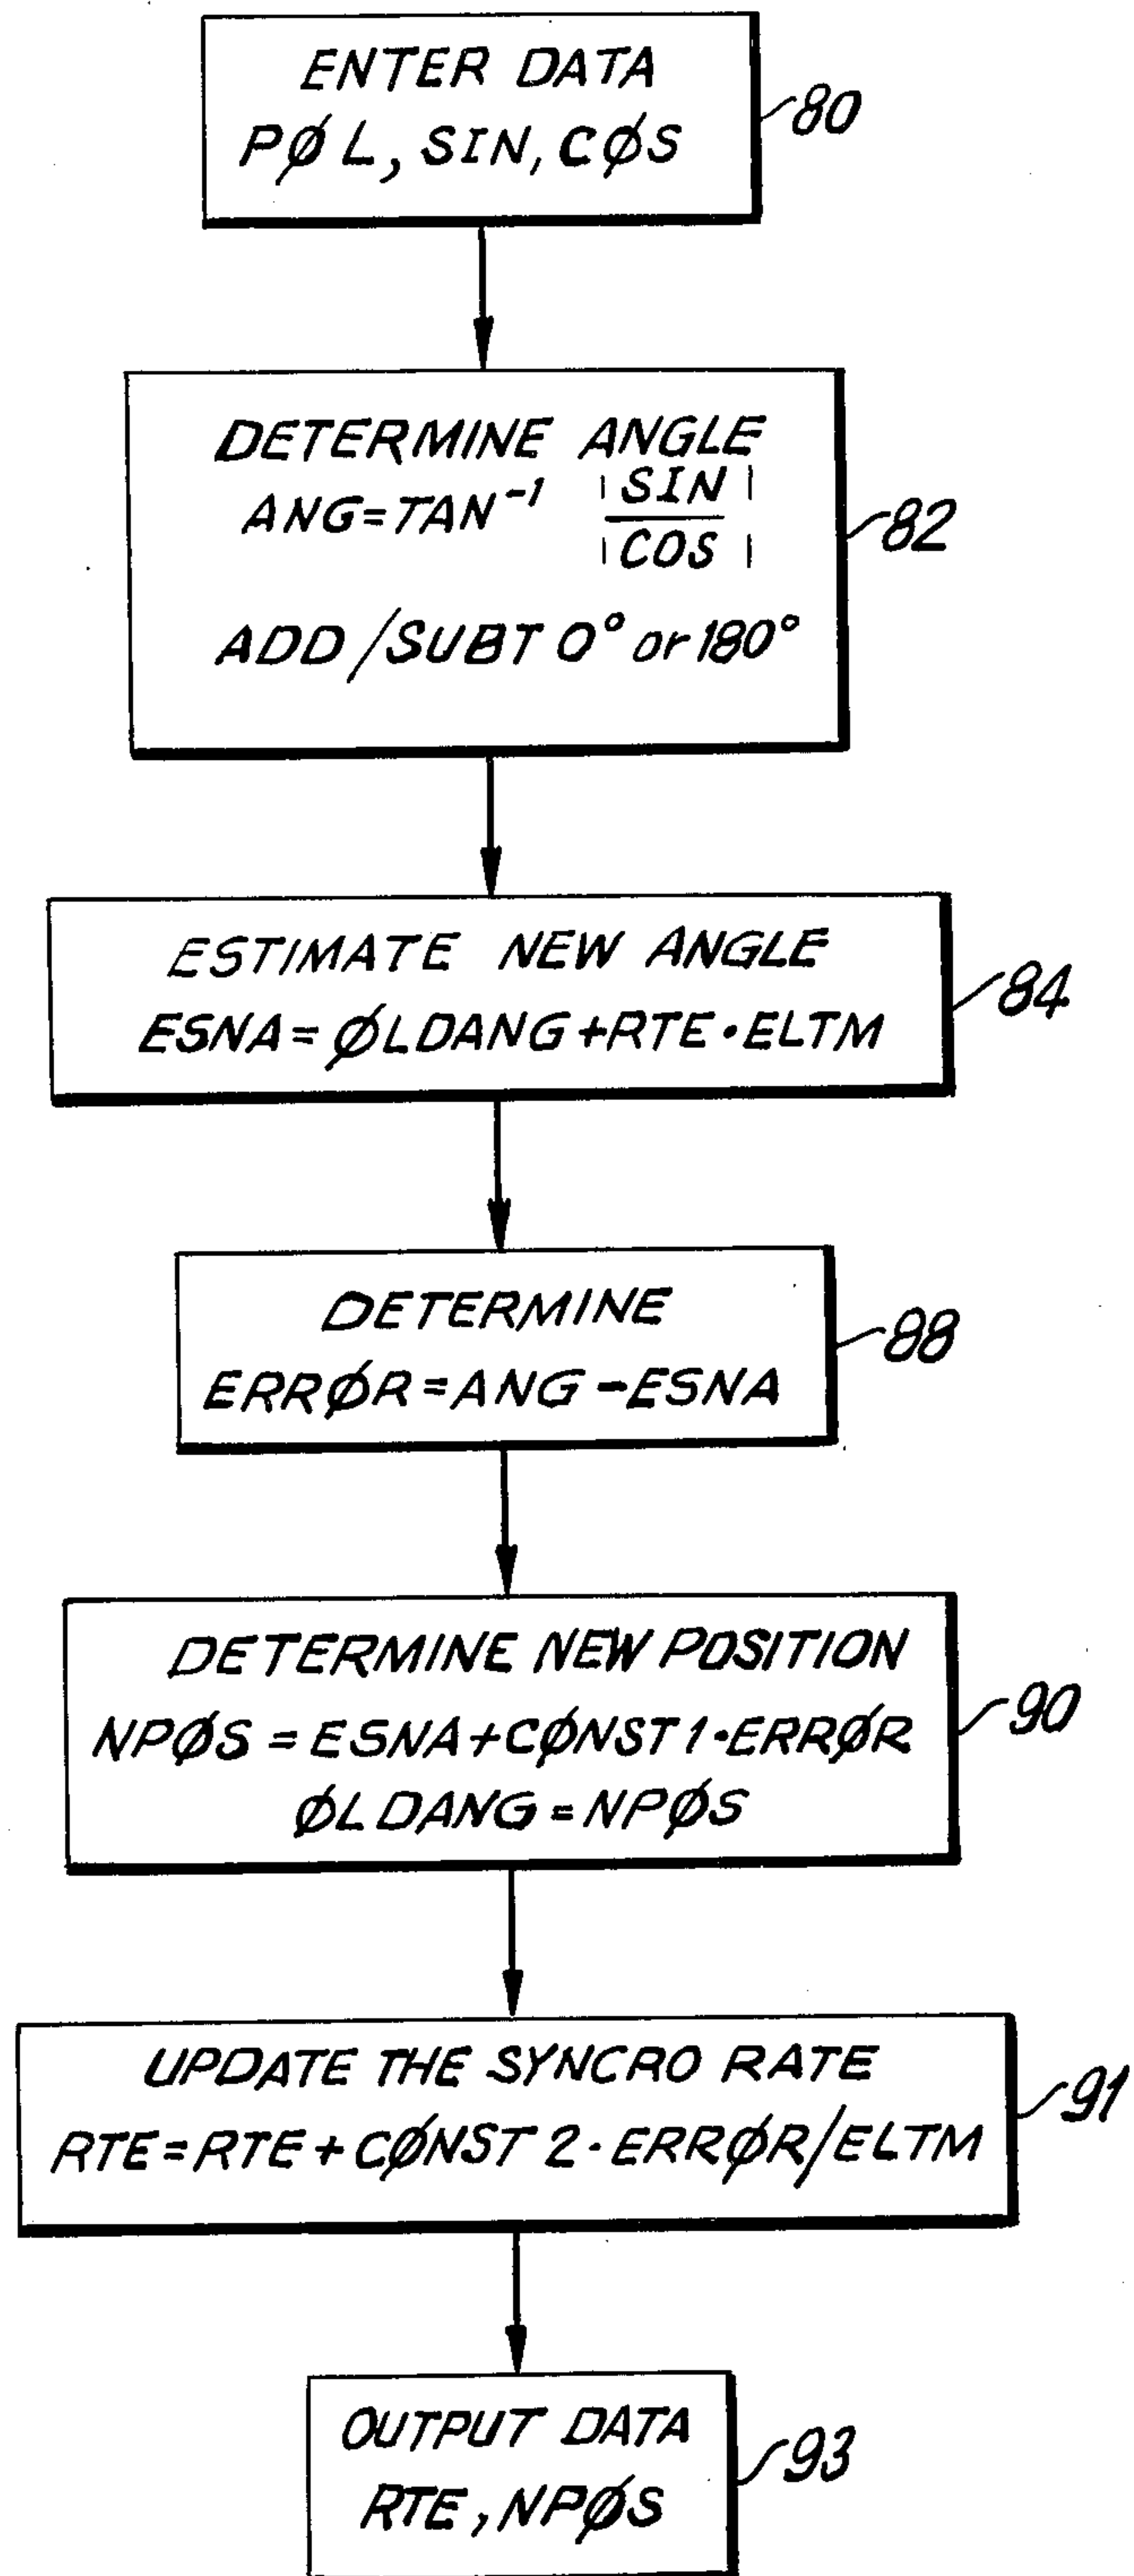 ENTER DATA
PØL, SIN, CØS
80
DETERMINE ANGLE
ANG=TAN⁻¹ |SIN|
|COS|
82
ADD/SUBT 0° or 180°
ESTIMATE NEW ANGLE
ESNA=ØLDANG+RTE·ELTM
84
DETERMINE
ERRØR=ANG-ESNA
88
DETERMINE NEW POSITION
NPØS=ESNA+CØNST1·ERRØR
ØLDANG=NPØS
90
UPDATE THE SYNCRO RATE
RTE=RTE+CØNST2·ERRØR/ELTM
91
OUTPUT DATA
RTE, NPØS
93